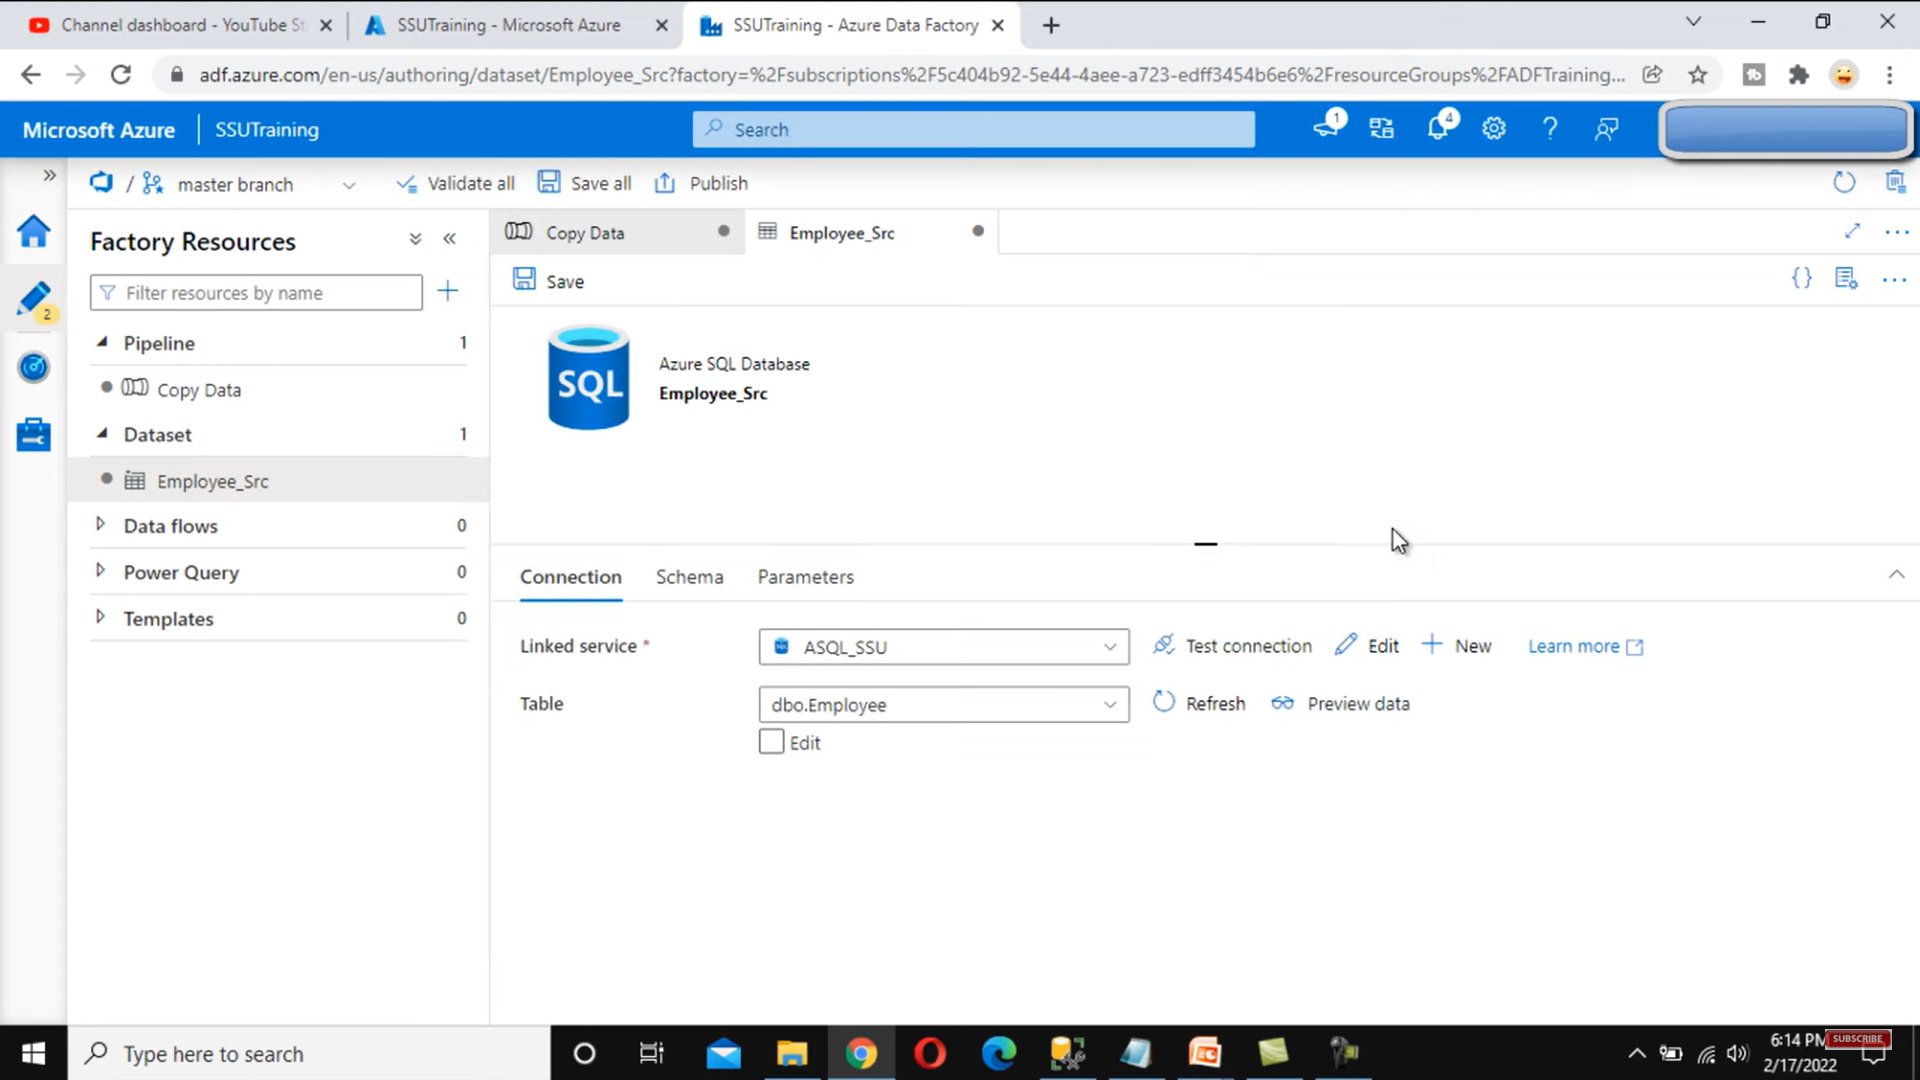 Channel dashboard - YouTube St
SSUTraining - Microsoft Azure
SSUTraining - Azure Data Factory
adf.azure.com/en-us/authoring/dataset/Employee_Src?factory=%2Fsubscriptions%2F5c404b92-5e44-4aee-a723-edff3454b6e6%2FresourceGroups%2FADFTraining...
Microsoft Azure
SSUTraining
Search
1
4
/ master branch
Validate all
Save all
Publish
Factory Resources
Copy Data
Employee_Src
Filter resources by name
Save
2
Pipeline 1
Copy Data
Dataset 1
Employee_Src
Data flows 0
Power Query 0
Templates 0
SQL
Azure SQL Database
Employee_Src
Connection
Schema
Parameters
Linked service *
ASQL_SSU
Test connection
Edit
New
Learn more
Table
dbo.Employee
Refresh
Preview data
Edit
Type here to search
6:14 PM
2/17/2022
SUBSCRIBE